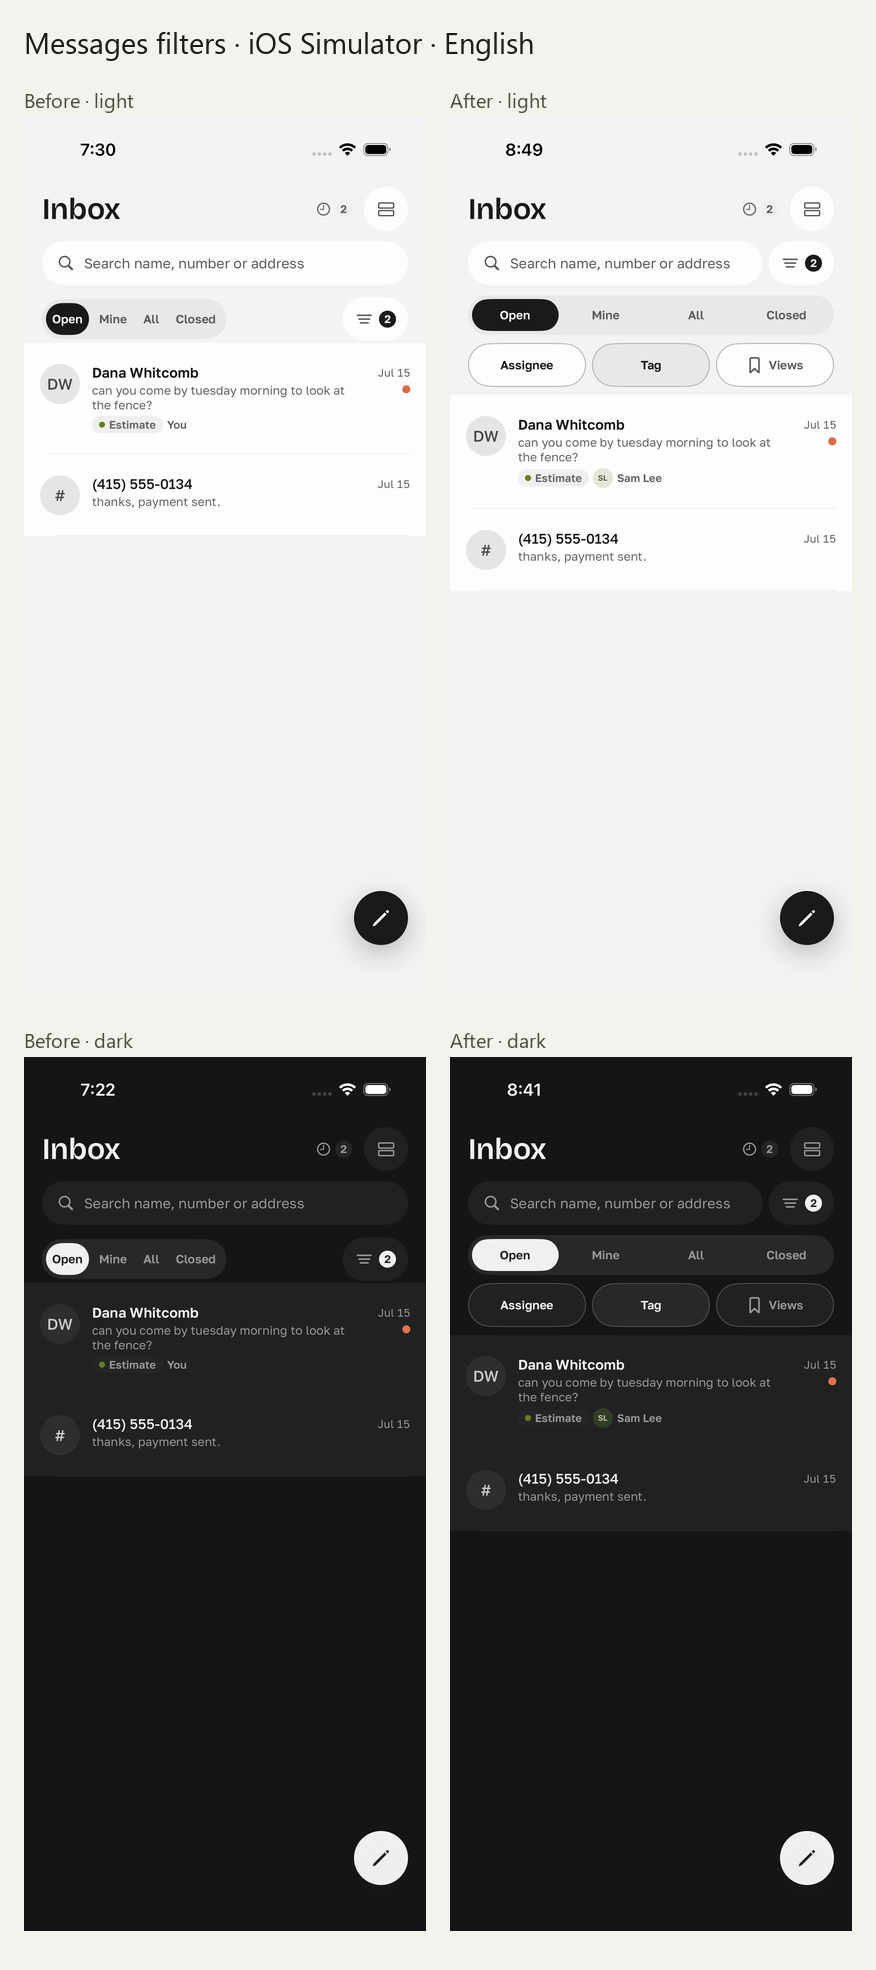 Messages filters · iOS Simulator · English
Before · light
7:30
Inbox
2
Search name, number or address
Open Mine All Closed
2
DW
Dana Whitcomb
Jul 15
can you come by tuesday morning to look at
the fence?
Estimate You
#
(415) 555-0134
Jul 15
thanks, payment sent.
After · light
8:49
Inbox
2
Search name, number or address
2
Open Mine All Closed
Assignee Tag Views
DW
Dana Whitcomb
Jul 15
can you come by tuesday morning to look at
the fence?
Estimate SL Sam Lee
#
(415) 555-0134
Jul 15
thanks, payment sent.
Before · dark
7:22
Inbox
2
Search name, number or address
Open Mine All Closed
2
DW
Dana Whitcomb
Jul 15
can you come by tuesday morning to look at
the fence?
Estimate You
#
(415) 555-0134
Jul 15
thanks, payment sent.
After · dark
8:41
Inbox
2
Search name, number or address
2
Open Mine All Closed
Assignee Tag Views
DW
Dana Whitcomb
Jul 15
can you come by tuesday morning to look at
the fence?
Estimate SL Sam Lee
#
(415) 555-0134
Jul 15
thanks, payment sent.